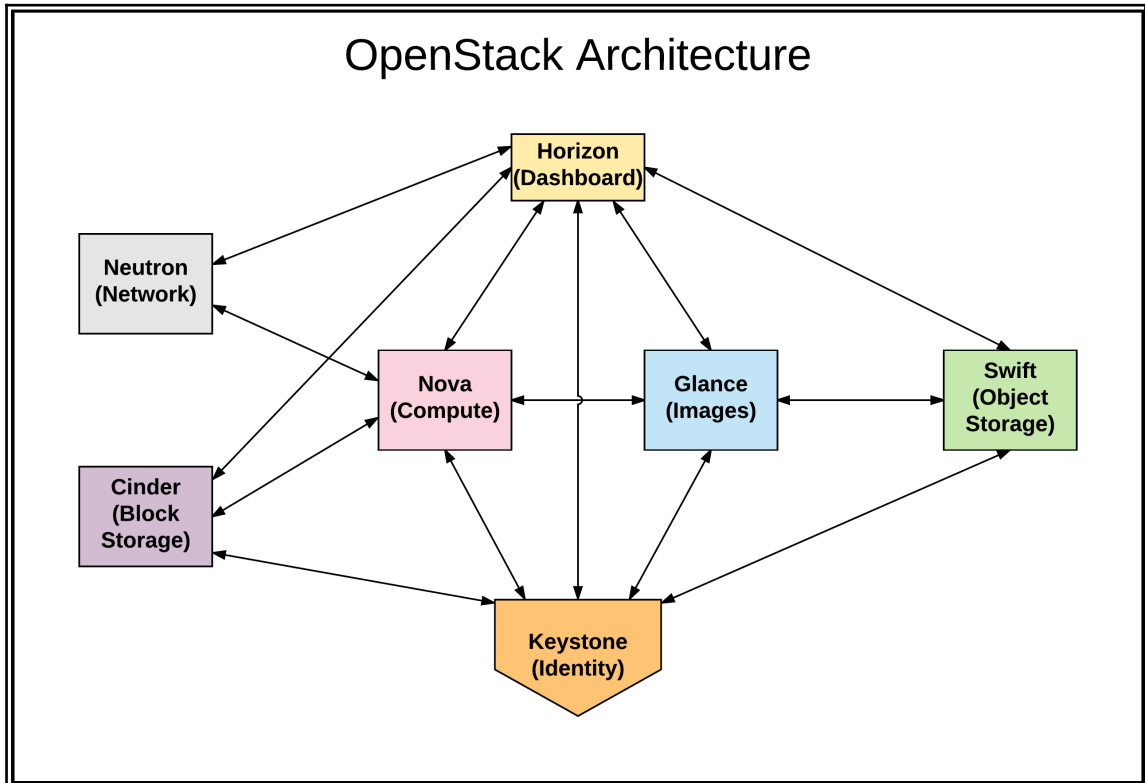 OpenStack Architecture
Horizon
(Dashboard)
Neutron
(Network)
Nova
(Compute)
Glance
(Images)
Swift
(Object
Storage)
Cinder
(Block
Storage)
Keystone
(Identity)